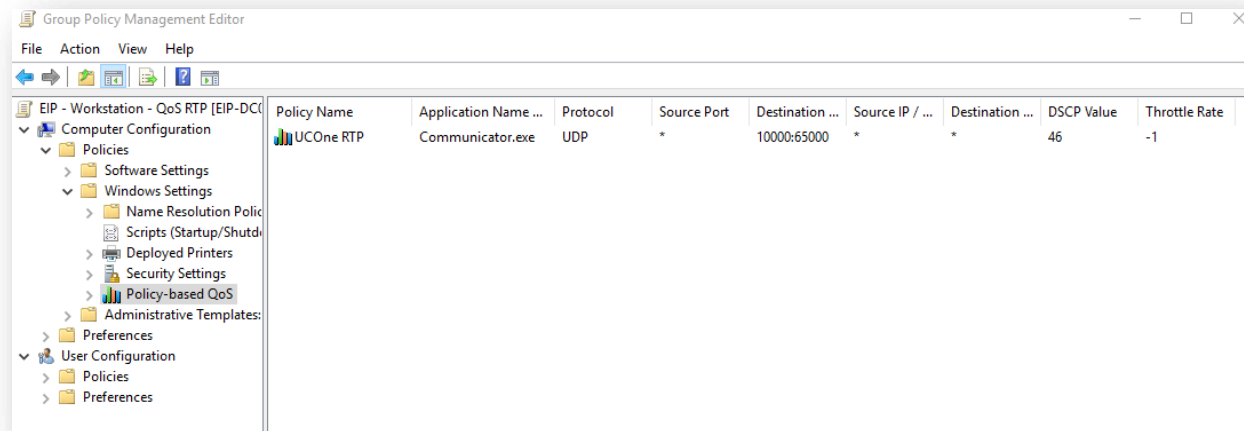 Group Policy Management Editor
File Action View Help
EIP - Workstation - QoS RTP [EIP-DC(
Computer Configuration
Policies
Software Settings
Windows Settings
Name Resolution Polic
Scripts (Startup/Shutd
Deployed Printers
Security Settings
Policy-based QoS
Administrative Templates:
Preferences
User Configuration
Policies
Preferences
Policy Name Application Name ... Protocol Source Port Destination ... Source IP / ... Destination ... DSCP Value Throttle Rate
UCOne RTP Communicator.exe UDP * 10000:65000 * * 46 -1